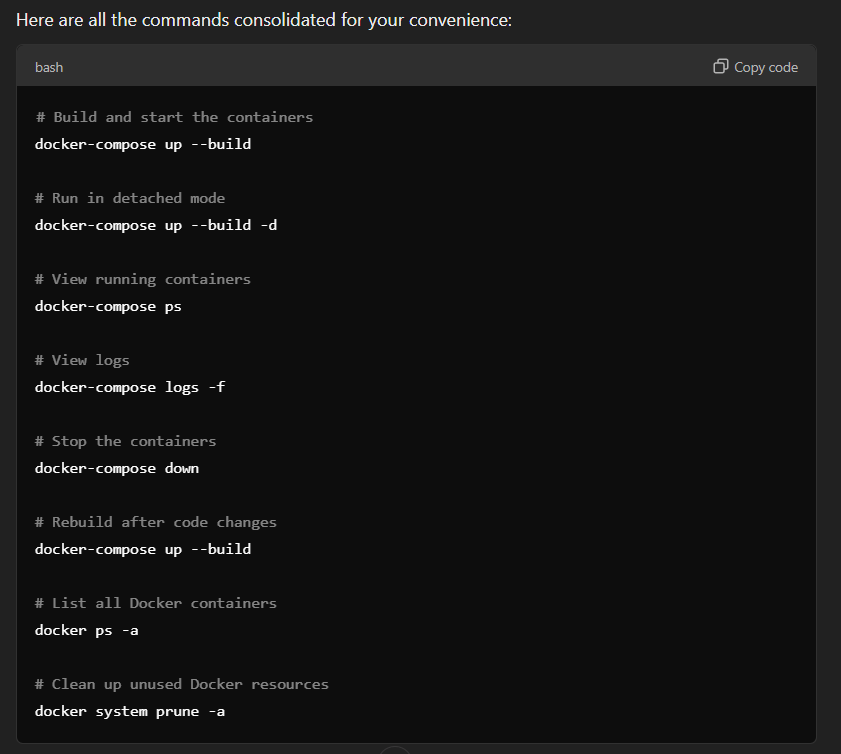 Here are all the commands consolidated for your convenience:
bash
Copy code
# Build and start the containers
docker-compose up --build
# Run in detached mode
docker-compose up --build -d
# View running containers
docker-compose ps
# View logs
docker-compose logs -f
# Stop the containers
docker-compose down
# Rebuild after code changes
docker-compose up --build
# List all Docker containers
docker ps -a
# Clean up unused Docker resources
docker system prune -a